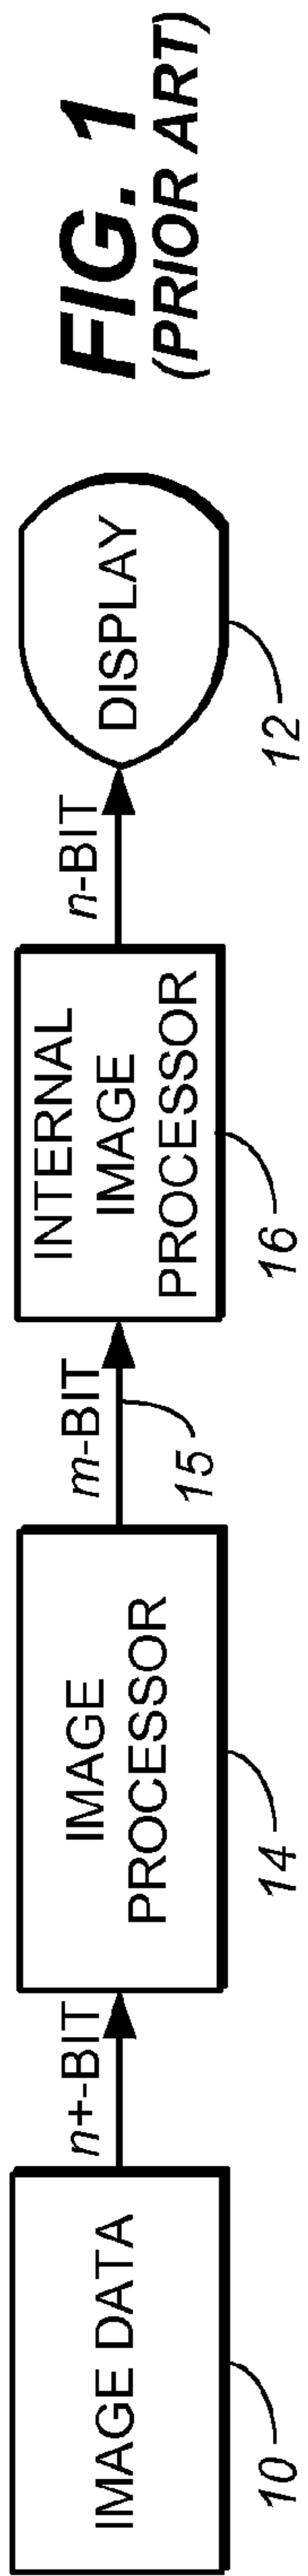 IMAGE DATA
10
n+-BIT
IMAGE
PROCESSOR
14
m-BIT
15
INTERNAL
IMAGE
PROCESSOR
16
n-BIT
DISPLAY
12
FIG. 1
(PRIOR ART)